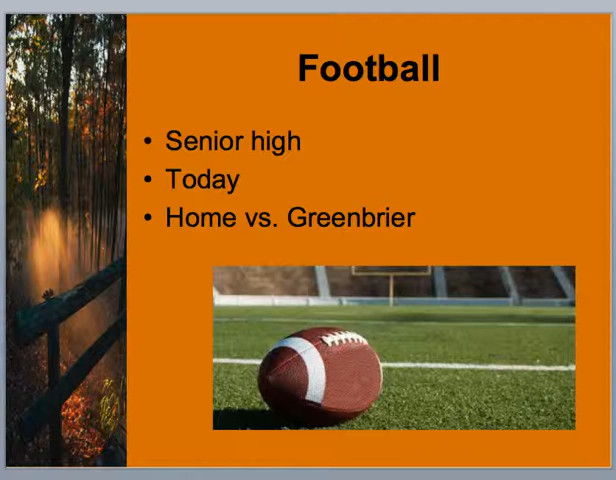 Football
• Senior high
• Today
• Home vs. Greenbrier